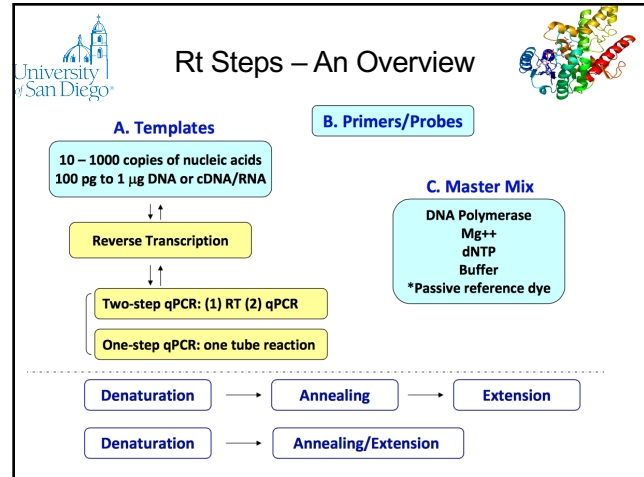 University
of San Diego®
Rt Steps – An Overview
A. Templates
10 – 1000 copies of nucleic acids
100 pg to 1 μg DNA or cDNA/RNA
Reverse Transcription
Two-step qPCR: (1) RT (2) qPCR
One-step qPCR: one tube reaction
B. Primers/Probes
C. Master Mix
DNA Polymerase
Mg++
dNTP
Buffer
*Passive reference dye
Denaturation
Annealing
Extension
Denaturation
Annealing/Extension